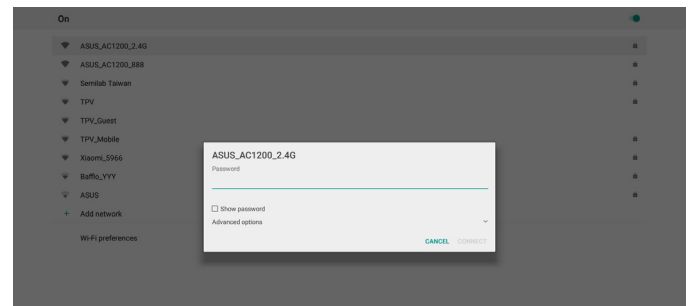 On
ASUS_AC1200_2.4G
ASUS_AC1200_888
Semilab Taiwan
TPV
TPV_Guest
TPV_Mobile
Xiaomi_5966
Bafflo_YYY
ASUS
+ Add network
Wi-Fi preferences
ASUS_AC1200_2.4G
Password
Show password
Advanced options
CANCEL CONNECT